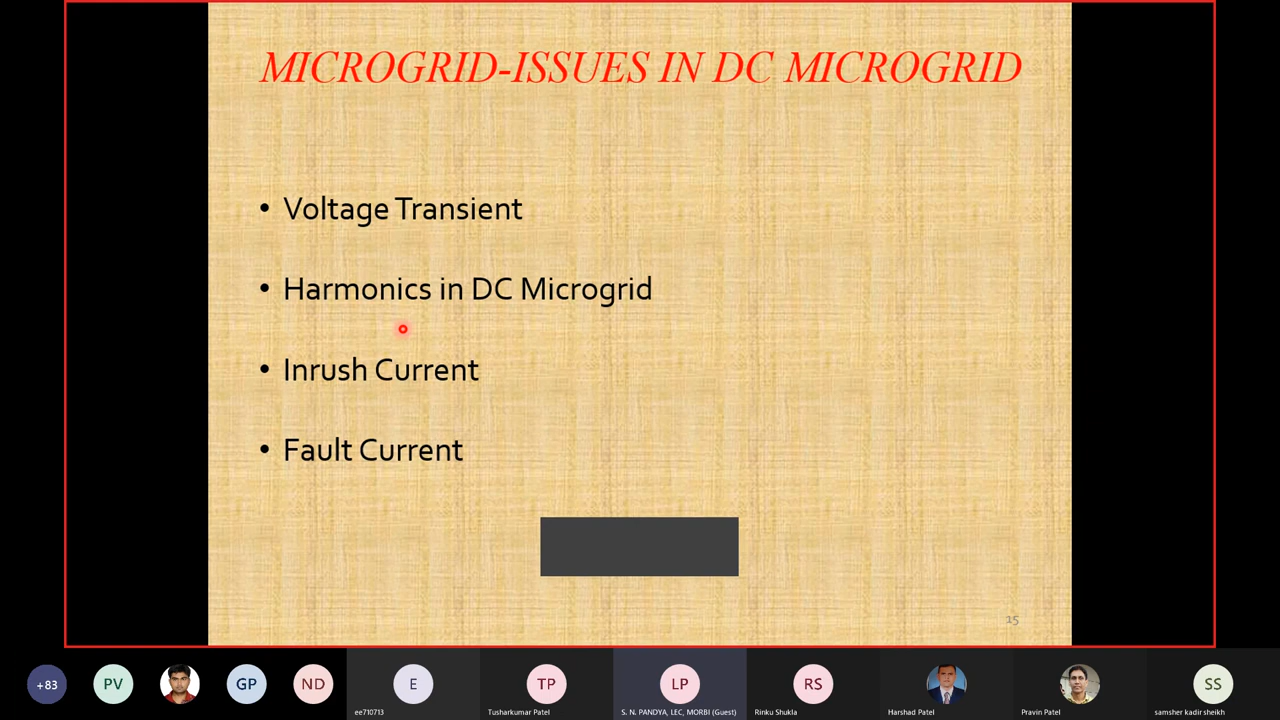 MICROGRID-ISSUES IN DC MICROGRID
• Voltage Transient
• Harmonics in DC Microgrid
• Inrush Current
• Fault Current
15
+83
PV
GP
ND
E
TP
LP
RS
SS
ee710713
Tusharkumar Patel
S. N. PANDYA, LEC, MORBI (Guest)
Rinku Shukla
Harshad Patel
Pravin Patel
samsher kadir sheikh